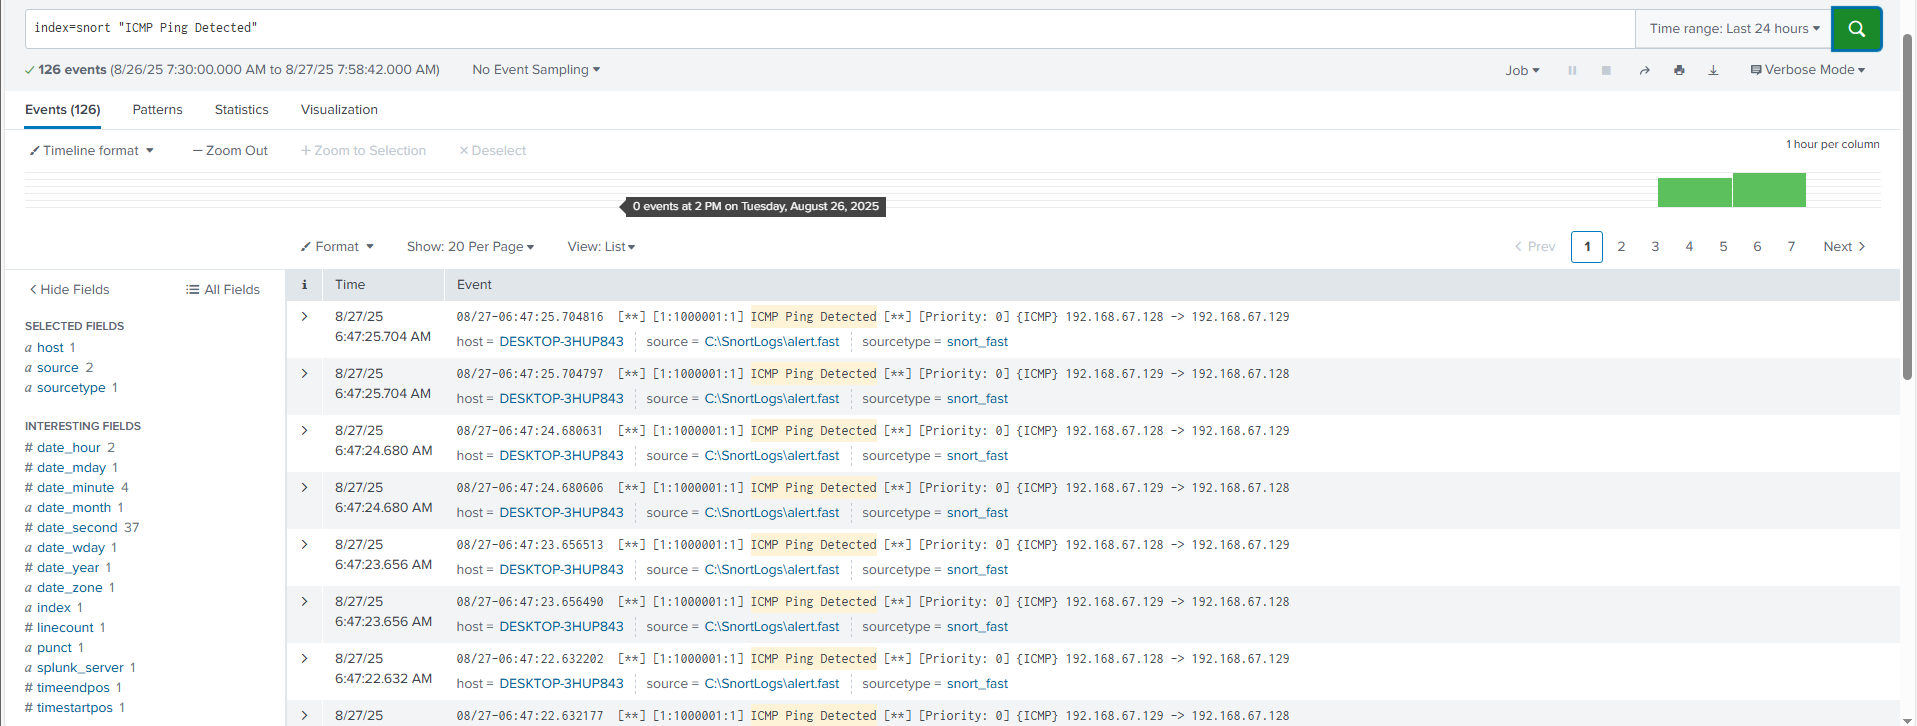 index=snort "ICMP Ping Detected"
Time range: Last 24 hours
126 events (8/26/25 7:30:00.000 AM to 8/27/25 7:58:42.000 AM)
No Event Sampling
Job
Verbose Mode
Events (126)
Patterns
Statistics
Visualization
Timeline format
Zoom Out
Zoom to Selection
Deselect
1 hour per column
0 events at 2 PM on Tuesday, August 26, 2025
Format
Show: 20 Per Page
View: List
Prev
1
2
3
4
5
6
7
Next
Hide Fields
All Fields
SELECTED FIELDS
a host 1
a source 2
a sourcetype 1
INTERESTING FIELDS
# date_hour 2
# date_mday 1
# date_minute 4
a date_month 1
# date_second 37
a date_wday 1
# date_year 1
a date_zone 1
a index 1
# linecount 1
a punct 1
a splunk_server 1
# timeendpos 1
# timestartpos 1
i
Time
Event
8/27/25
6:47:25.704 AM
08/27-06:47:25.704816 [**] [1:1000001:1] ICMP Ping Detected [**] [Priority: 0] {ICMP} 192.168.67.128 -> 192.168.67.129
host = DESKTOP-3HUP843 source = C:\SnortLogs\alert.fast sourcetype = snort_fast
8/27/25
6:47:25.704 AM
08/27-06:47:25.704797 [**] [1:1000001:1] ICMP Ping Detected [**] [Priority: 0] {ICMP} 192.168.67.129 -> 192.168.67.128
host = DESKTOP-3HUP843 source = C:\SnortLogs\alert.fast sourcetype = snort_fast
8/27/25
6:47:24.680 AM
08/27-06:47:24.680631 [**] [1:1000001:1] ICMP Ping Detected [**] [Priority: 0] {ICMP} 192.168.67.128 -> 192.168.67.129
host = DESKTOP-3HUP843 source = C:\SnortLogs\alert.fast sourcetype = snort_fast
8/27/25
6:47:24.680 AM
08/27-06:47:24.680606 [**] [1:1000001:1] ICMP Ping Detected [**] [Priority: 0] {ICMP} 192.168.67.129 -> 192.168.67.128
host = DESKTOP-3HUP843 source = C:\SnortLogs\alert.fast sourcetype = snort_fast
8/27/25
6:47:23.656 AM
08/27-06:47:23.656513 [**] [1:1000001:1] ICMP Ping Detected [**] [Priority: 0] {ICMP} 192.168.67.128 -> 192.168.67.129
host = DESKTOP-3HUP843 source = C:\SnortLogs\alert.fast sourcetype = snort_fast
8/27/25
6:47:23.656 AM
08/27-06:47:23.656490 [**] [1:1000001:1] ICMP Ping Detected [**] [Priority: 0] {ICMP} 192.168.67.129 -> 192.168.67.128
host = DESKTOP-3HUP843 source = C:\SnortLogs\alert.fast sourcetype = snort_fast
8/27/25
6:47:22.632 AM
08/27-06:47:22.632202 [**] [1:1000001:1] ICMP Ping Detected [**] [Priority: 0] {ICMP} 192.168.67.128 -> 192.168.67.129
host = DESKTOP-3HUP843 source = C:\SnortLogs\alert.fast sourcetype = snort_fast
8/27/25
08/27-06:47:22.632177 [**] [1:1000001:1] ICMP Ping Detected [**] [Priority: 0] {ICMP} 192.168.67.129 -> 192.168.67.128